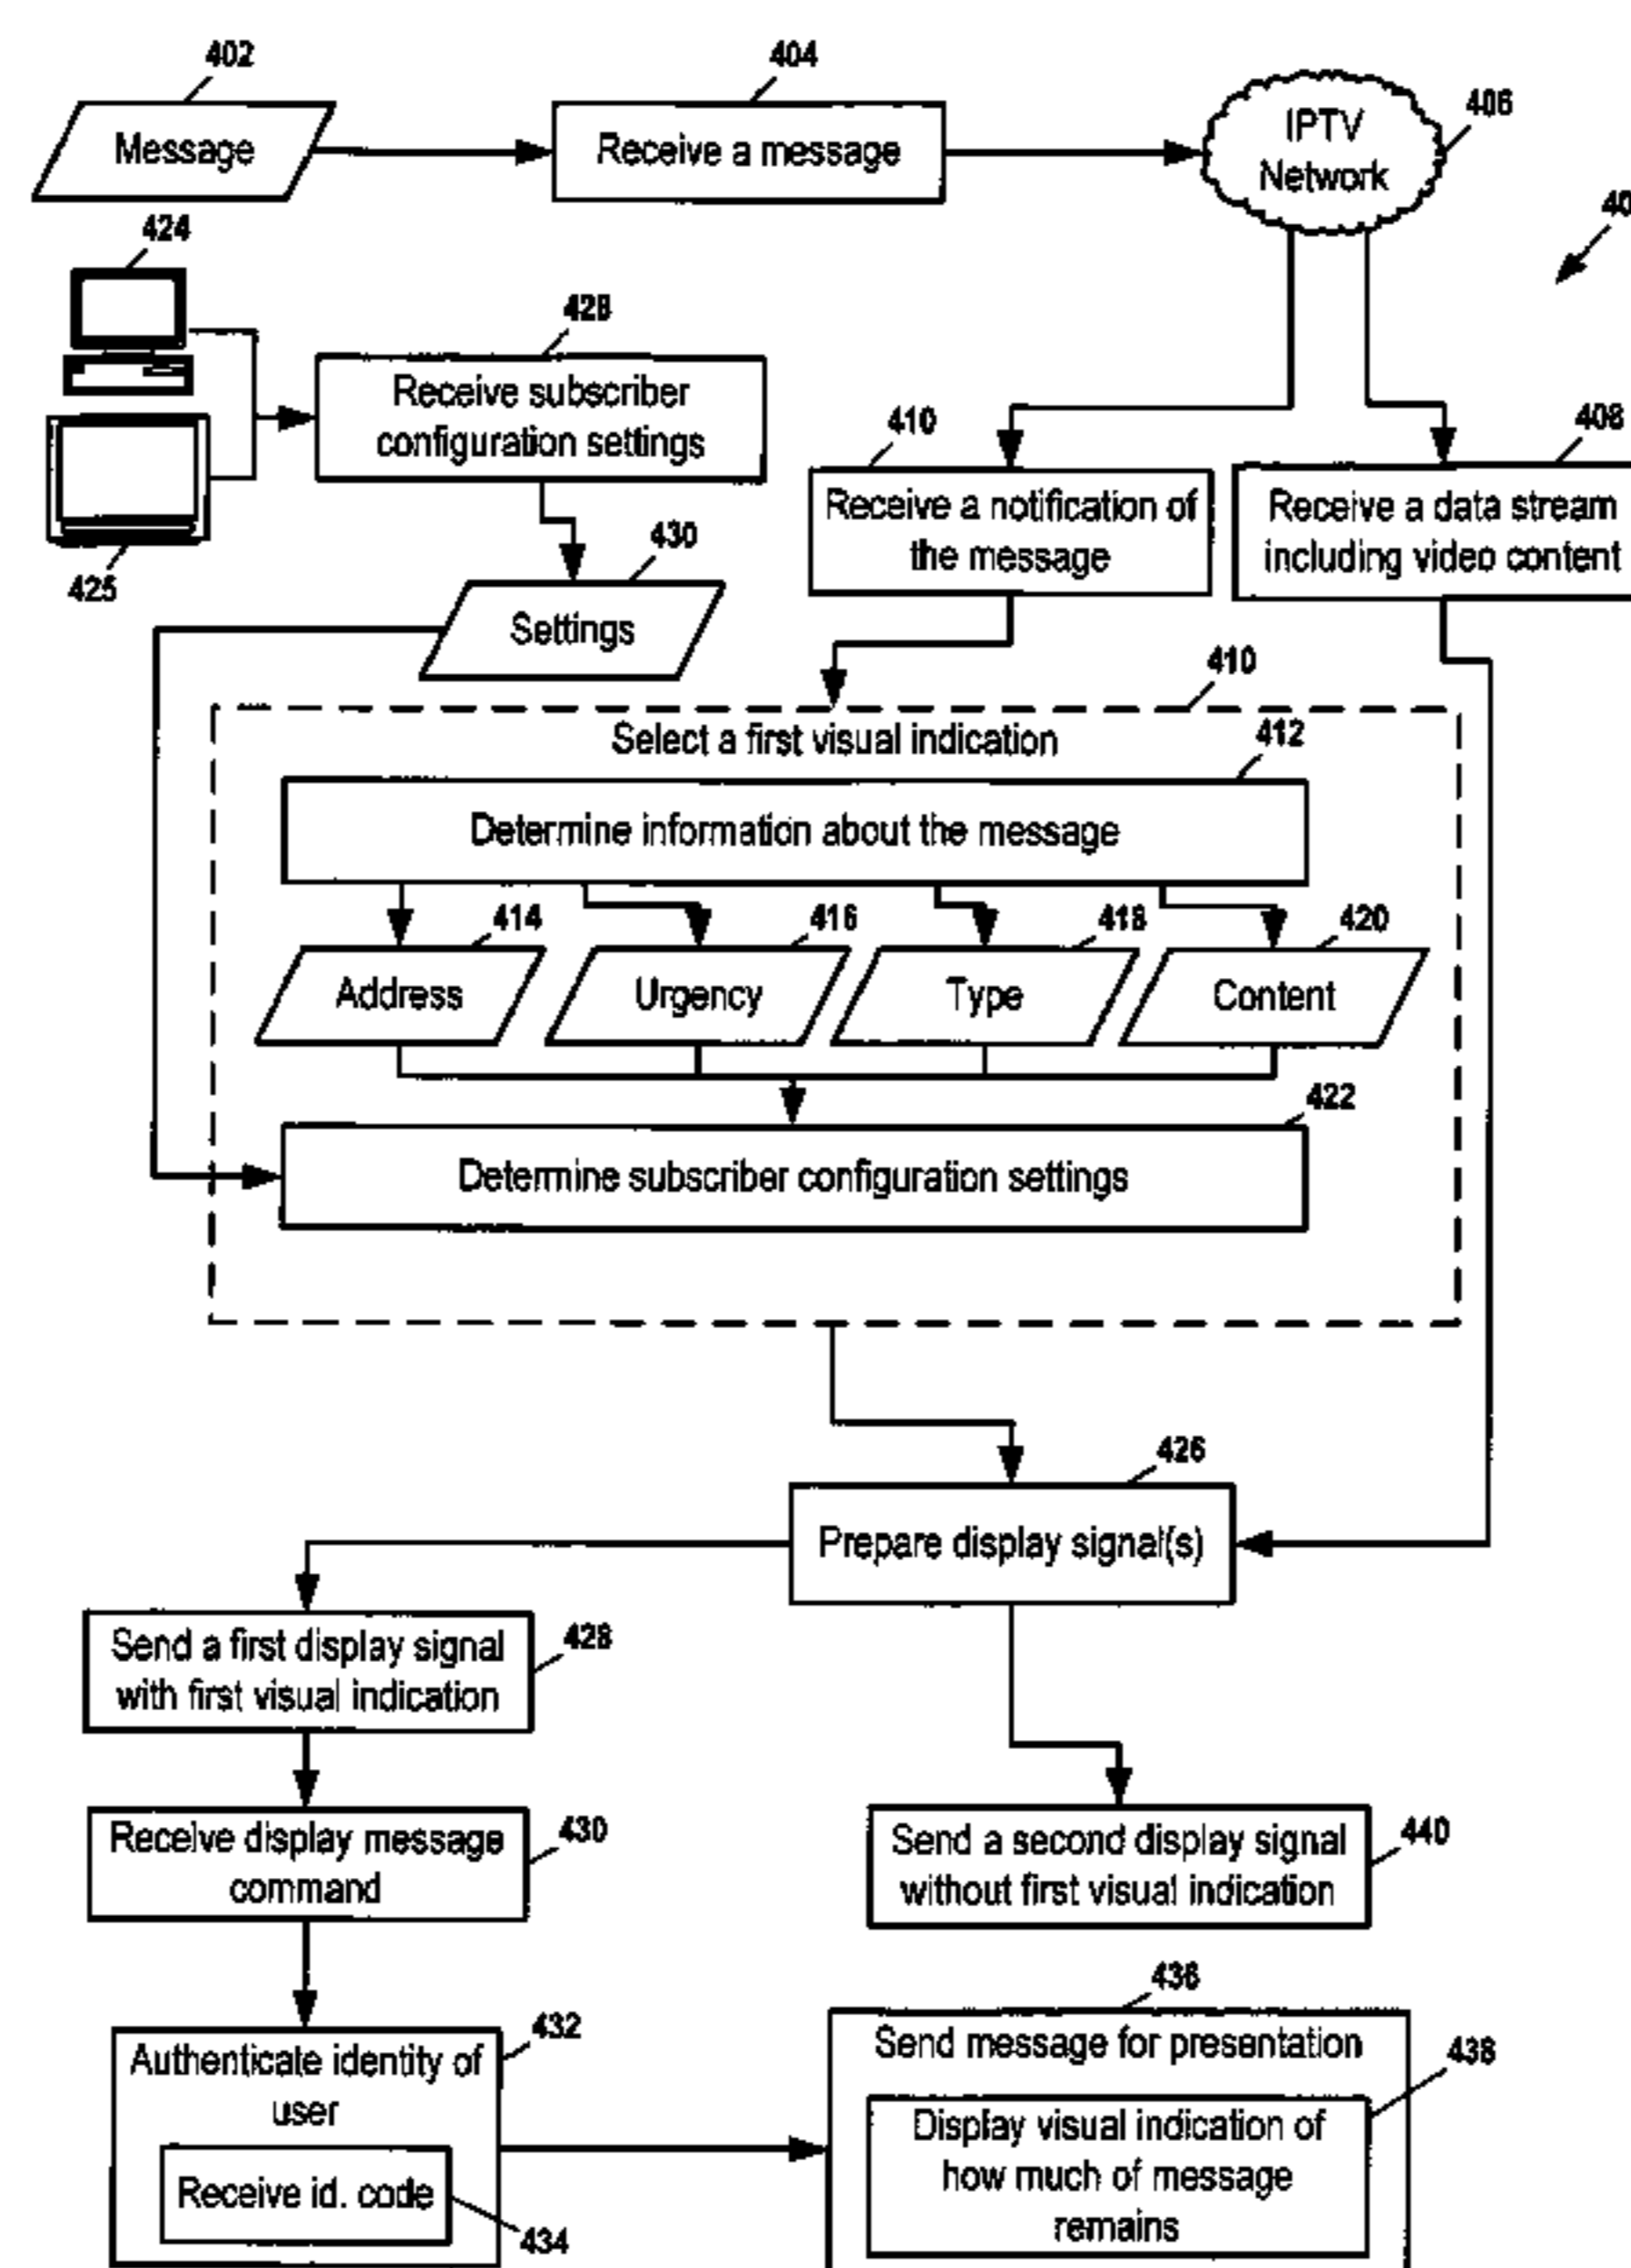 402
404
Message
Receive a message
IPTV
Network
406
40
424
428
Receive subscriber
configuration settings
410
408
Receive a notification of
the message
Receive a data stream
including video content
425
430
Settings
410
Select a first visual indication
412
Determine information about the message
414
416
418
420
Address
Urgency
Type
Content
422
Determine subscriber configuration settings
426
Prepare display signal(s)
Send a first display signal
with first visual indication
428
Receive display message
command
430
Send a second display signal
without first visual indication
440
Authenticate identity of
user
432
Receive id. code
434
436
Send message for presentation
438
Display visual indication of
how much of message
remains